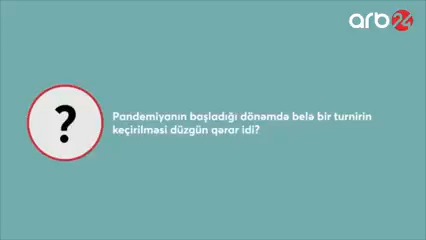 arb24
?
Pandemiyanın başladığı dönəmdə belə bir turnirin
keçirilməsi düzgün qərar idi?